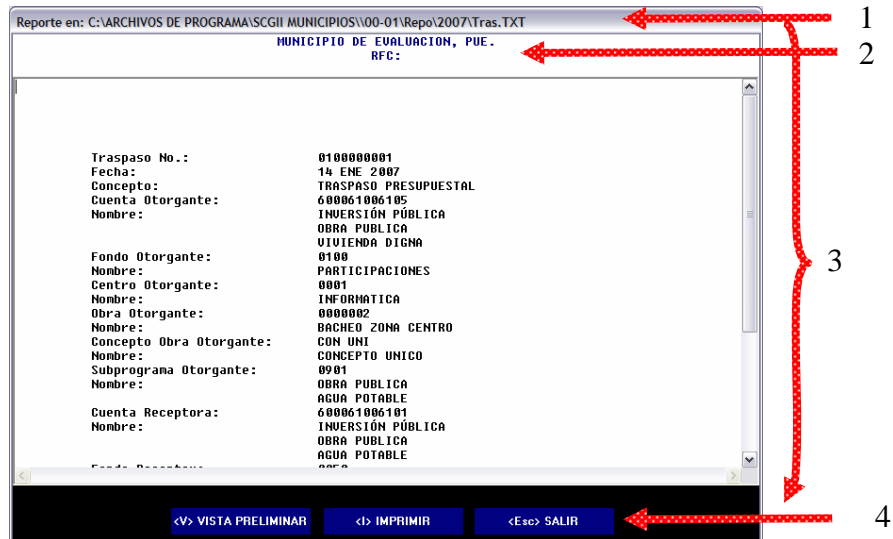 Reporte en: C:\ARCHIVOS DE PROGRAMA\SCGII MUNICIPIOS\\00-01\Repo\2007\Tras.TXT 1
MUNICIPIO DE EVALUACION, PUE.
RFC: 2
Traspaso No.: 0100000001
Fecha: 14 ENE 2007
Concepto: TRASPASO PRESUPUESTAL
Cuenta Otorgante: 600061006105
Nombre: INVERSIÓN PÚBLICA
OBRA PUBLICA
VIVIENDA DIGNA
Fondo Otorgante: 0100
Nombre: PARTICIPACIONES
Centro Otorgante: 0001
Nombre: INFORMATICA
Obra Otorgante: 0000002
Nombre: BACHEO ZONA CENTRO
Concepto Obra Otorgante: CON UNI
Nombre: CONCEPTO UNICO
Subprograma Otorgante: 0901
Nombre: OBRA PUBLICA
AGUA POTABLE
Cuenta Receptora: 600061006101
Nombre: INVERSIÓN PÚBLICA
OBRA PUBLICA
AGUA POTABLE
3
<V> VISTA PRELIMINAR <I> IMPRIMIR <Esc> SALIR 4